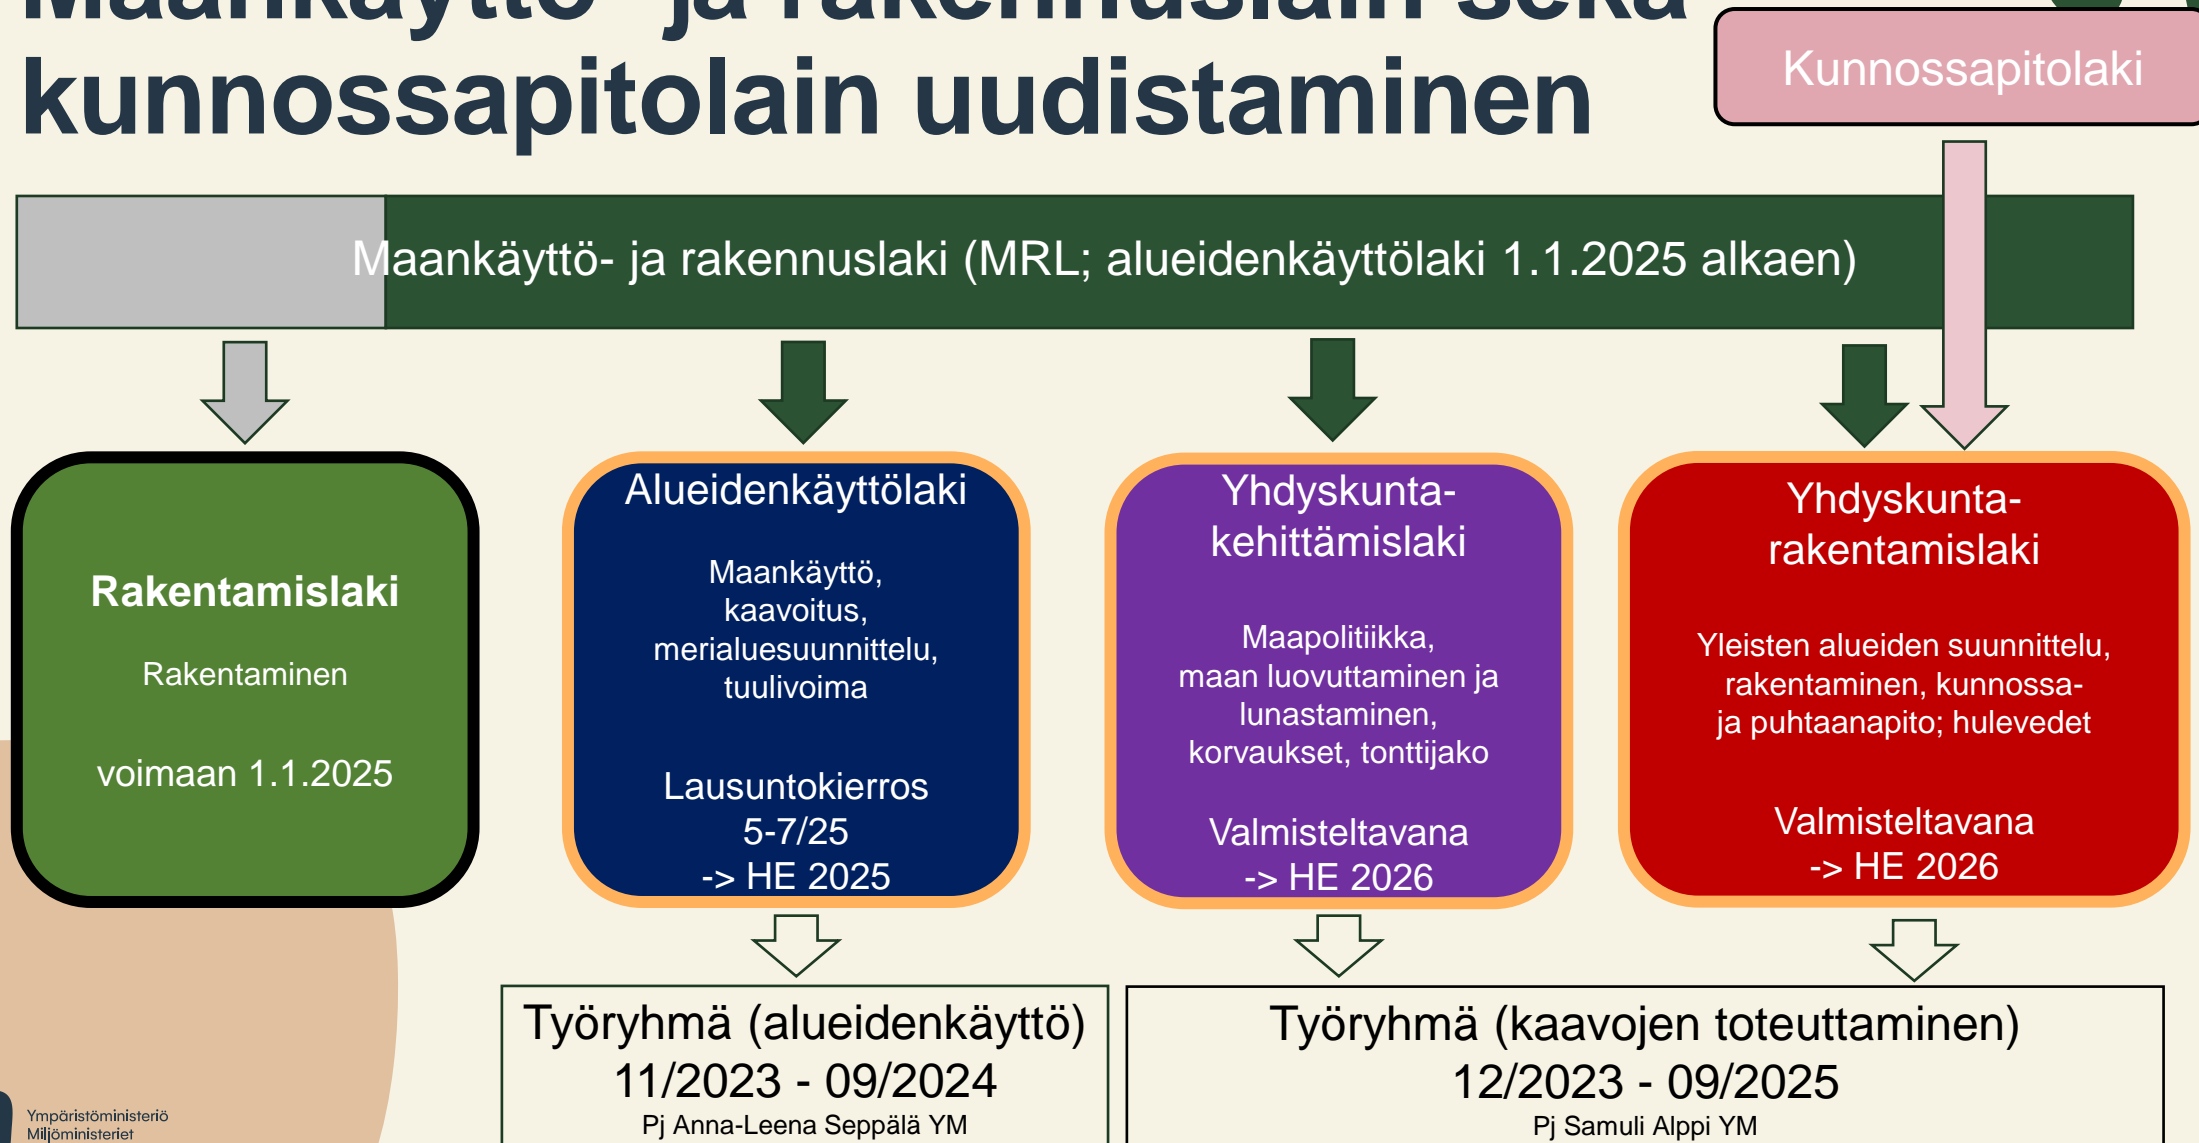 Maankäyttö- ja rakennuslain sekä
kunnossapitolain uudistaminen
Kunnossapitolaki
Maankäyttö- ja rakennuslaki (MRL; alueidenkäyttölaki 1.1.2025 alkaen)
Rakentamislaki
Rakentaminen
voimaan 1.1.2025
Alueidenkäyttölaki
Maankäyttö,
kaavoitus,
merialuesuunnittelu,
tuulivoima
Lausuntokierros
5-7/25
-> HE 2025
Yhdyskunta-
kehittämislaki
Maapolitiikka,
maan luovuttaminen ja
lunastaminen,
korvaukset, tonttijako
Valmisteltavana
-> HE 2026
Yhdyskunta-
rakentamislaki
Yleisten alueiden suunnittelu,
rakentaminen, kunnossa-
ja puhtaanapito; hulevedet
Valmisteltavana
-> HE 2026
Työryhmä (alueidenkäyttö)
11/2023 - 09/2024
Pj Anna-Leena Seppälä YM
Työryhmä (kaavojen toteuttaminen)
12/2023 - 09/2025
Pj Samuli Alppi YM
Ympäristöministeriö
Miljöministeriet